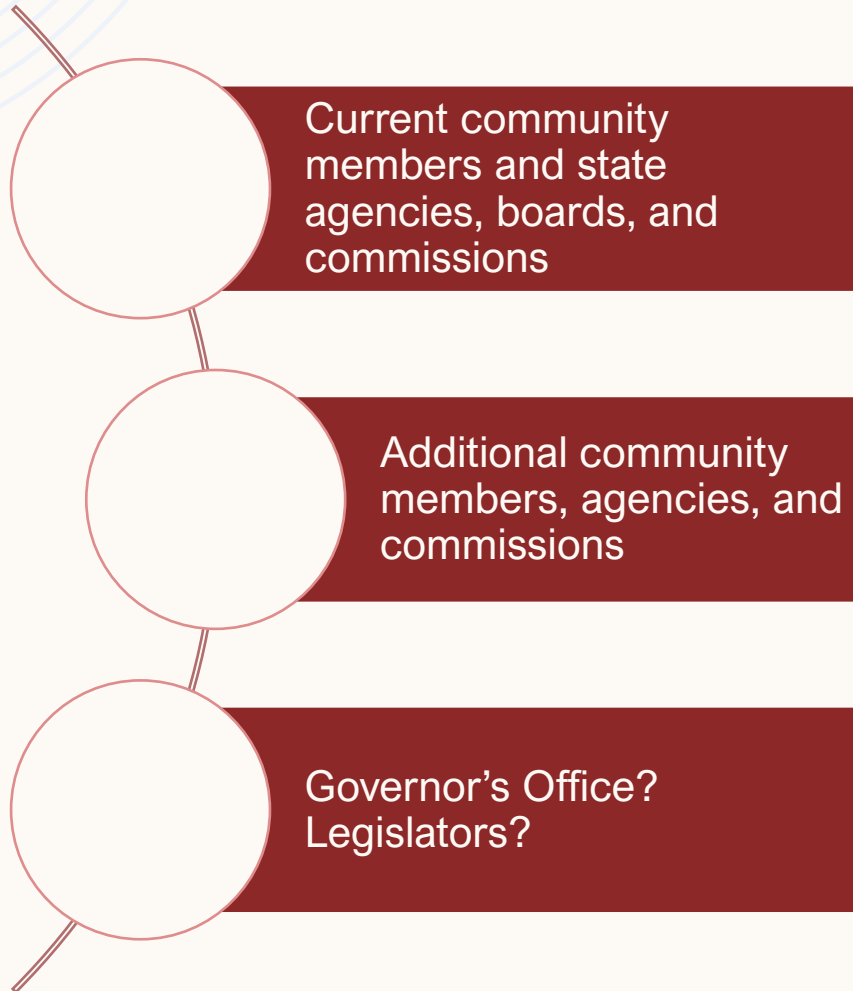 Current community
members and state
agencies, boards, and
commissions
Additional community
members, agencies, and
commissions
Governor’s Office?
Legislators?